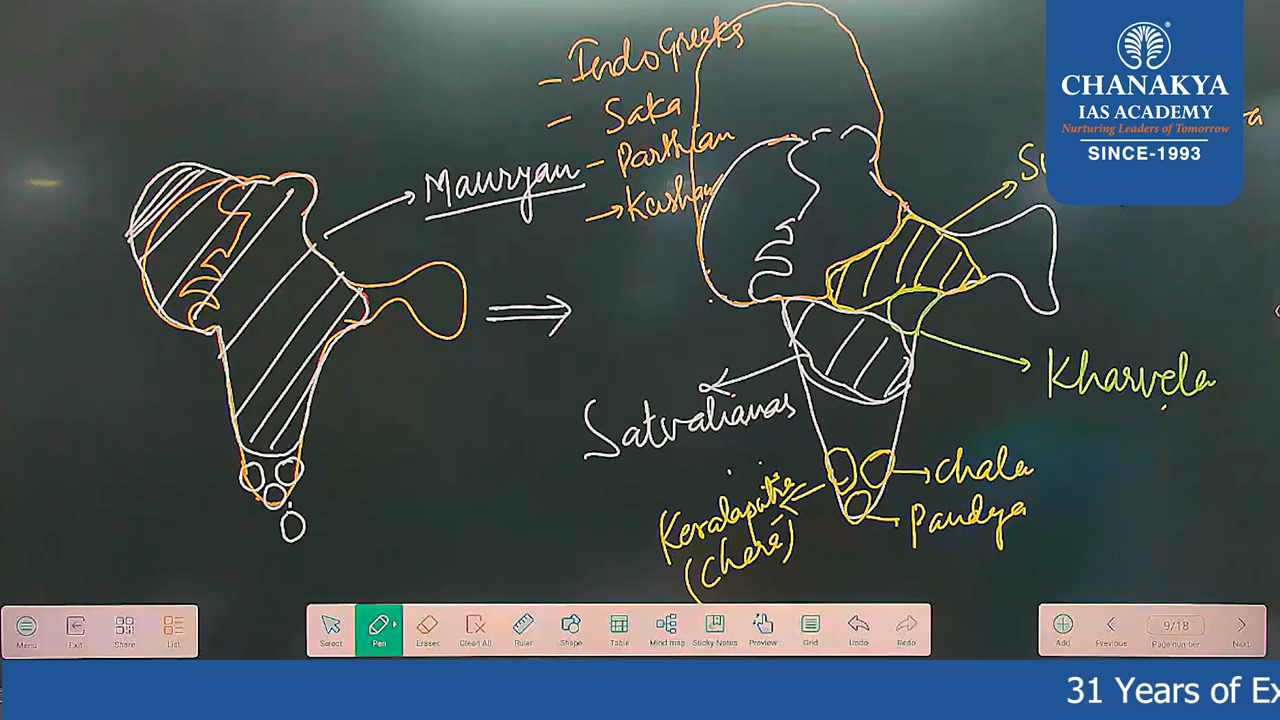 - Indo Greeks
- Saka
- Parthian
→ Kushan
Mauryan
Satvahanas
Kharvela
Chola
Pandya
Keralaputra
(Chera)
CHANAKYA
IAS ACADEMY
Nurturing Leaders of Tomorrow
SINCE-1993
Menu
Exit
Share
List
Select
Pen
Eraser
Clean All
Ruler
Shape
Table
Mind map
Sticky Notes
Preview
Grid
Undo
Redo
Add
Previous
9/18
Page number
Next
31 Years of Ex